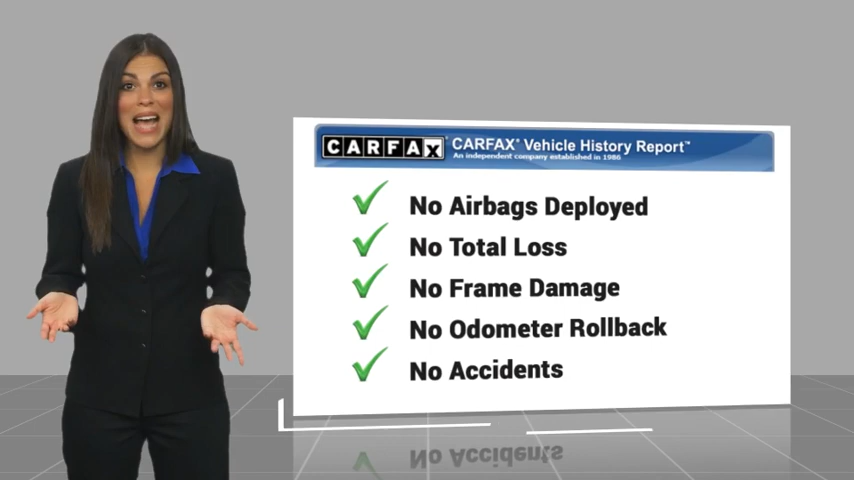 CARFAX
CARFAX® Vehicle History Report™
An independent company established in 1986
No Airbags Deployed
No Total Loss
No Frame Damage
No Odometer Rollback
No Accidents
No Accidents